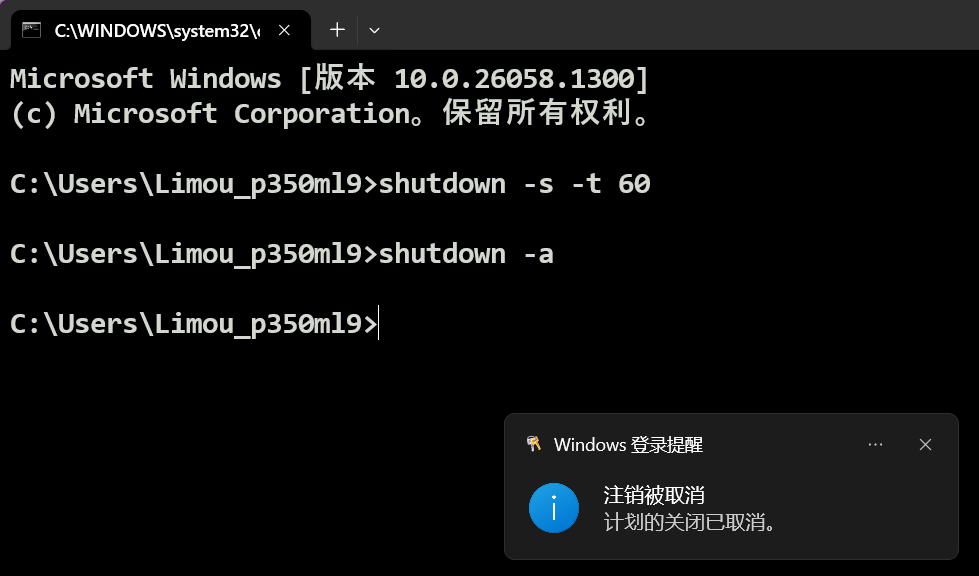 C:\WINDOWS\system32\
Microsoft Windows [版本 10.0.26058.1300]
(c) Microsoft Corporation。保留所有权利。
C:\Users\Limou_p350ml9>shutdown -s -t 60
C:\Users\Limou_p350ml9>shutdown -a
C:\Users\Limou_p350ml9>
Windows 登录提醒
注销被取消
计划的关闭已取消。